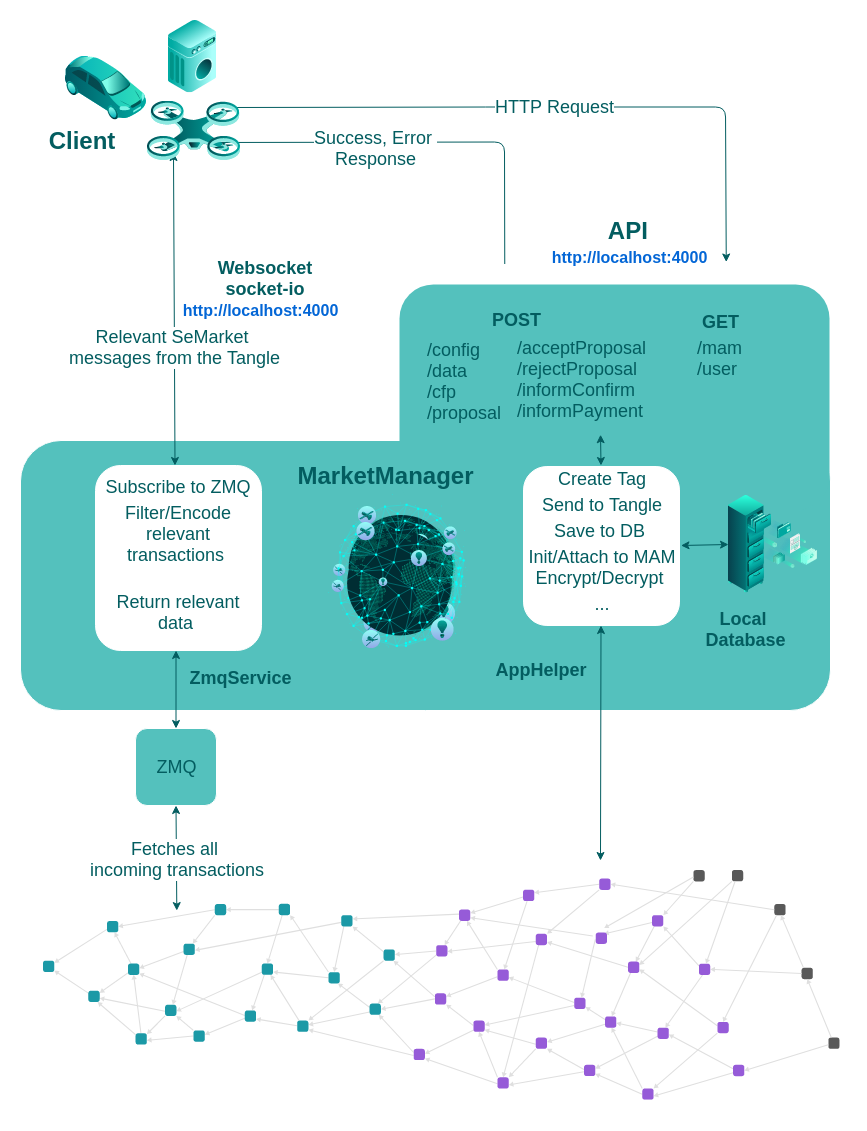 Client
HTTP Request
Success, Error
Response
API
http://localhost:4000
Websocket
socket-io
http://localhost:4000
Relevant SeMarket
messages from the Tangle
POST
/config
/data
/cfp
/proposal
/acceptProposal
/rejectProposal
/informConfirm
/informPayment
GET
/mam
/user
MarketManager
Subscribe to ZMQ
Filter/Encode
relevant
transactions
Return relevant
data
ZmqService
Create Tag
Send to Tangle
Save to DB
Init/Attach to MAM
Encrypt/Decrypt
...
AppHelper
Local
Database
ZMQ
Fetches all
incoming transactions